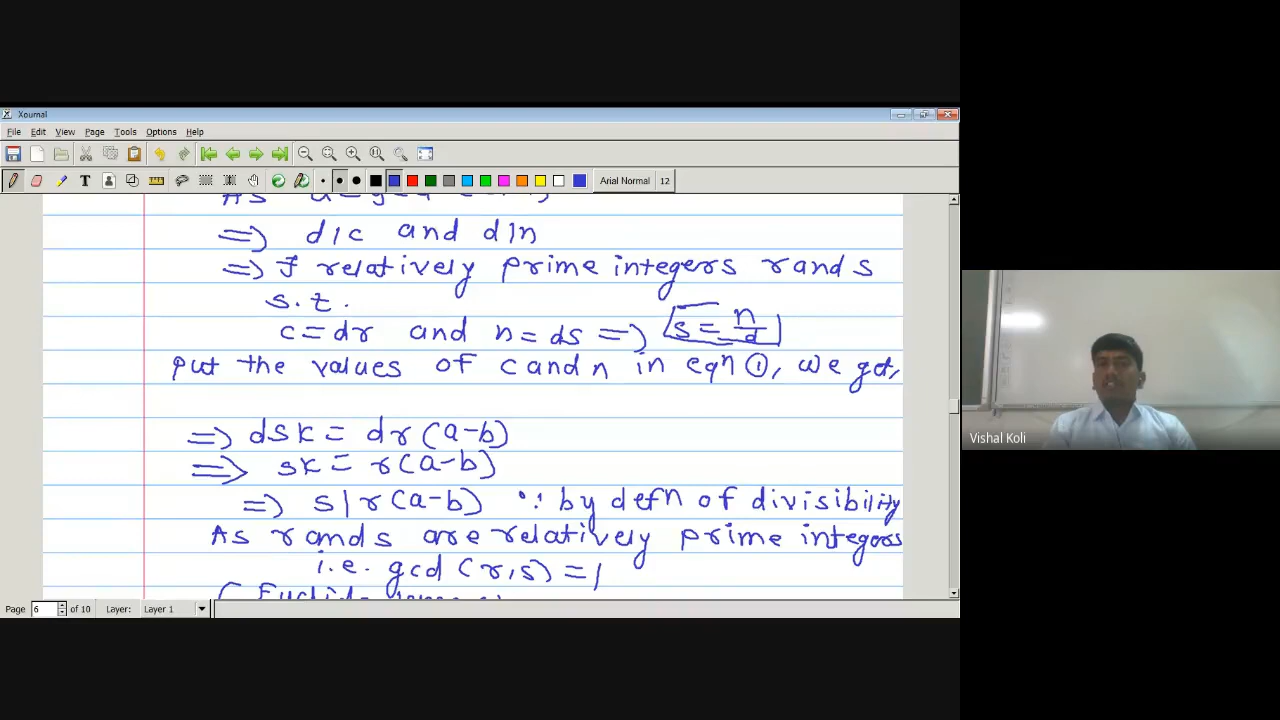 Xournal
File Edit View Page Tools Options Help
Arial Normal 12
As
=> d/c and d|n
=> ∃ relatively prime integers r and s
s.t.
c = dr and n = ds => s = n/d
put the values of c and n in eqn ①, we get,
=> dsk = dr(a-b)
=> sk = r(a-b)
=> s|r(a-b) ∵ by defn of divisibility
As r and s are relatively prime integers
i.e. gcd (r,s) = 1
Vishal Koli
Page 6 of 10 Layer: Layer 1